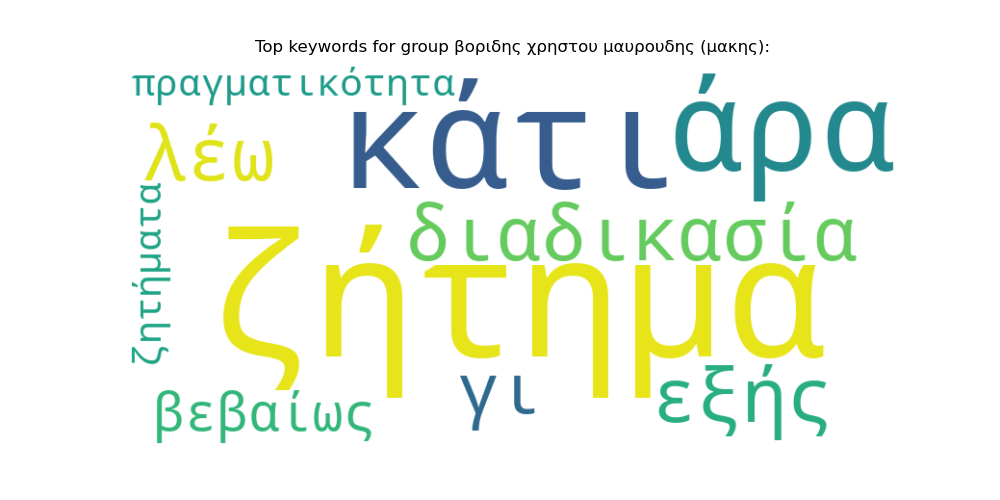 Top keywords for group βοριδης χρηστου μαυρουδης (μακης):
πραγματικότητα
κάτι
άρα
λέω
διαδικασία
ζητήματα
ζήτημα
γι
εξής
βεβαίως